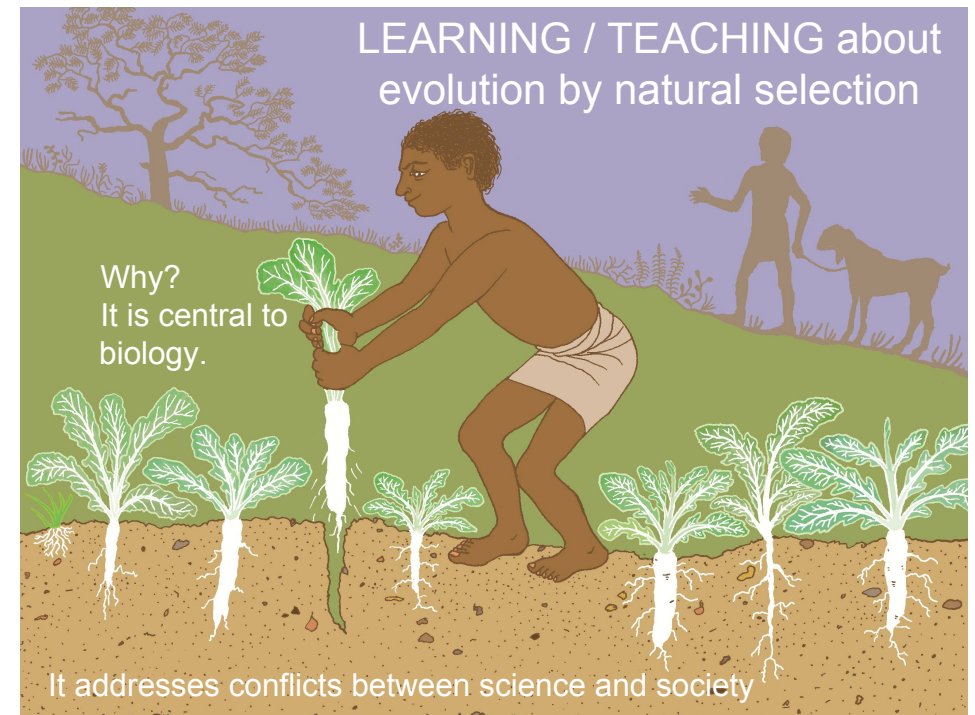 LEARNING / TEACHING about
evolution by natural selection
Why?
It is central to
biology.
It addresses conflicts between science and society